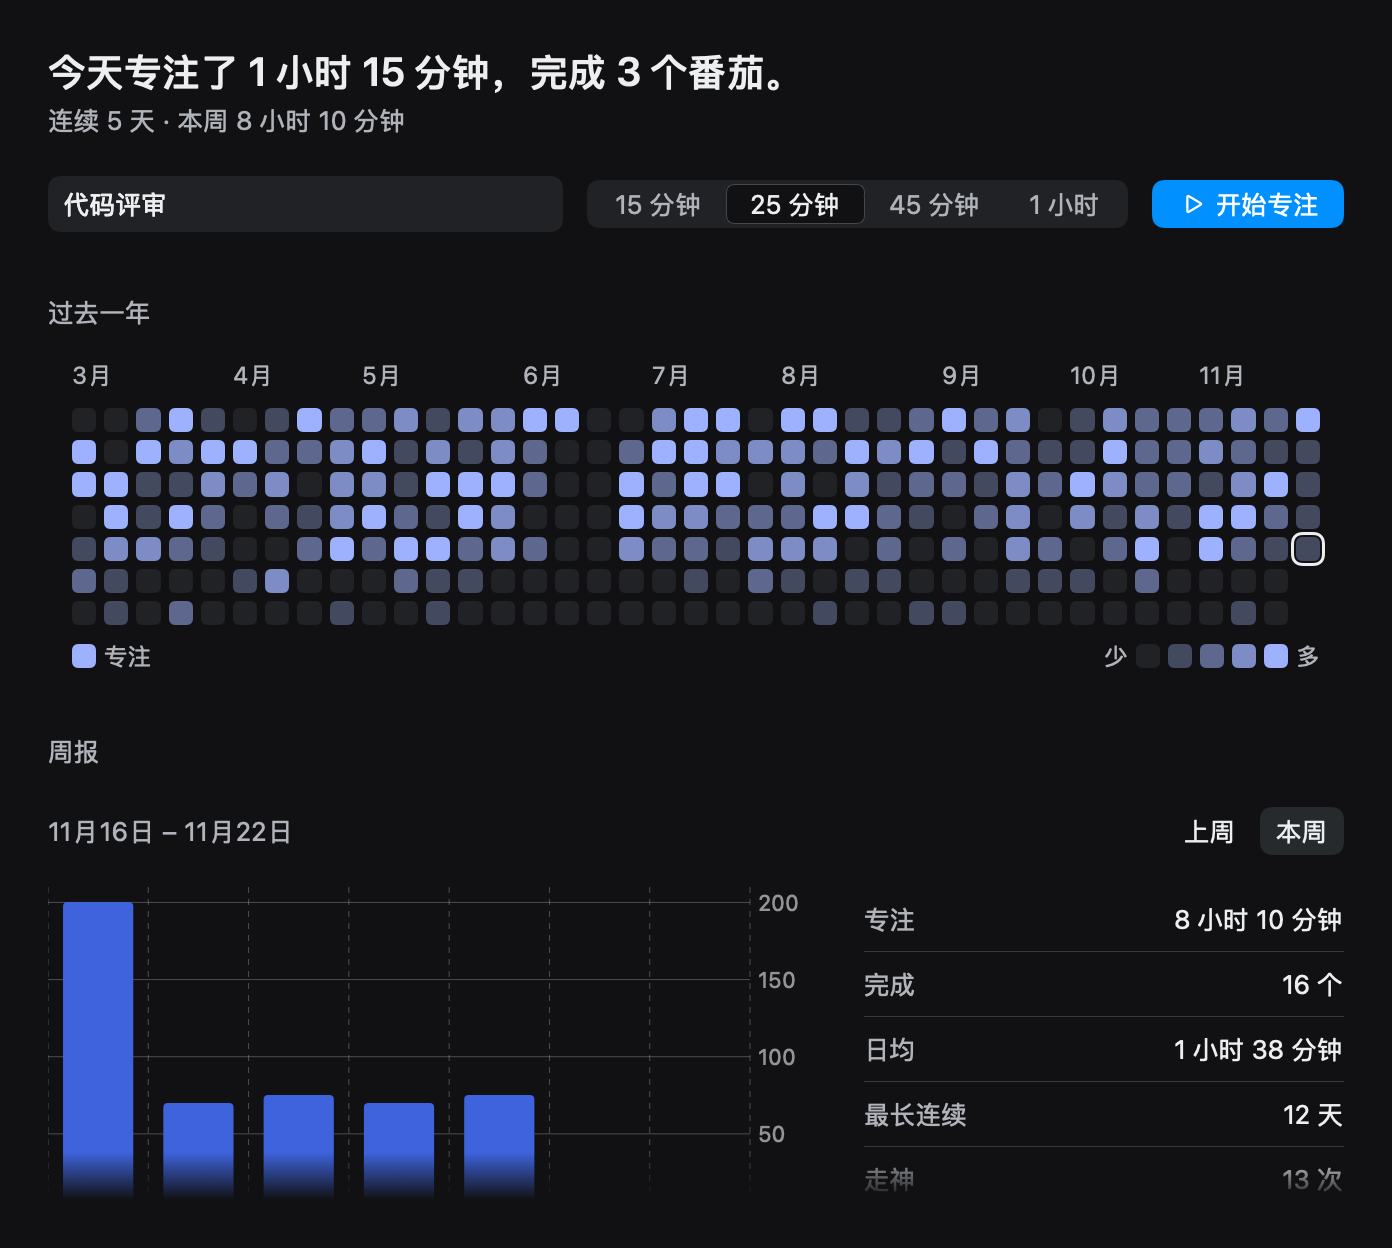 今天专注了 1 小时 15 分钟，完成 3 个番茄。
连续 5 天 · 本周 8 小时 10 分钟
代码评审
15 分钟 25 分钟 45 分钟 1 小时 开始专注
过去一年
3月 4月 5月 6月 7月 8月 9月 10月 11月
专注 少 多
周报
11月16日 – 11月22日 上周 本周
200
专注 8 小时 10 分钟
150
完成 16 个
100
日均 1 小时 38 分钟
最长连续 12 天
50
走神 13 次